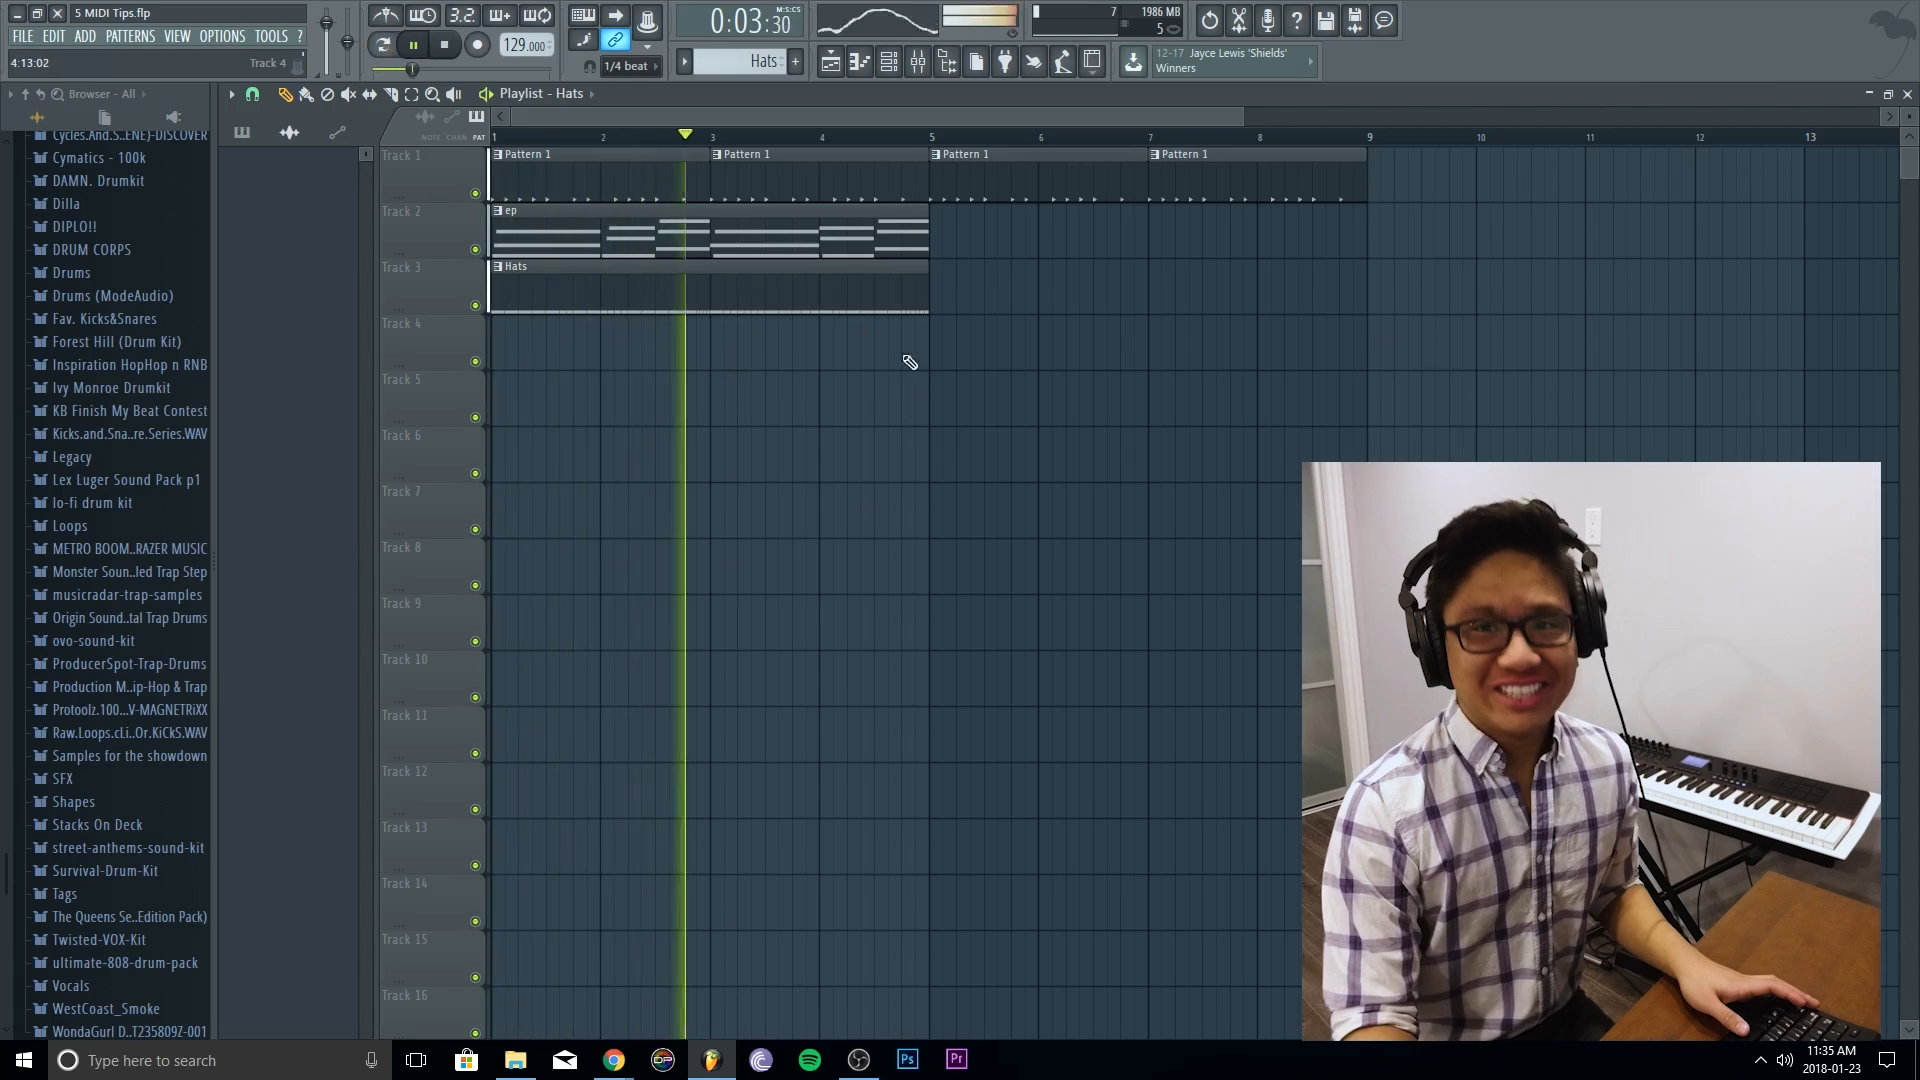 5 MIDI Tips.flp
FILE EDIT ADD PATTERNS VIEW OPTIONS TOOLS ?
4:13:02 Track 4
3.2.
129.000
0:03:30 M:S:CS
1/4 beat
Hats
7 1986 MB
5
12-17 Jayce Lewis 'Shields'
Winners
Browser - All
Playlist - Hats
NOTE CHAN PAT
1 2 3 4 5 6 7 8 9 10 11 12 13
Cycles.And.S..ENE)-DISCOVER
Cymatics - 100k
DAMN. Drumkit
Dilla
DIPLO!!
DRUM CORPS
Drums
Drums (ModeAudio)
Fav. Kicks&Snares
Forest Hill (Drum Kit)
Inspiration HopHop n RNB
Ivy Monroe Drumkit
KB Finish My Beat Contest
Kicks.and.Sna..re.Series.WAV
Legacy
Lex Luger Sound Pack p1
lo-fi drum kit
Loops
METRO BOOM..RAZER MUSIC
Monster Soun..led Trap Step
musicradar-trap-samples
Origin Sound..tal Trap Drums
ovo-sound-kit
ProducerSpot-Trap-Drums
Production M..ip-Hop & Trap
Protoolz.100...V-MAGNETRiXX
Raw.Loops.cLi..Or.KiCkS.WAV
Samples for the showdown
SFX
Shapes
Stacks On Deck
street-anthems-sound-kit
Survival-Drum-Kit
Tags
The Queens Se..Edition Pack)
Twisted-VOX-Kit
ultimate-808-drum-pack
Vocals
WestCoast_Smoke
WondaGurl D..T235809Z-001
Track 1
Pattern 1 Pattern 1 Pattern 1 Pattern 1
Track 2
ep
Track 3
Hats
Track 4
Track 5
Track 6
Track 7
Track 8
Track 9
Track 10
Track 11
Track 12
Track 13
Track 14
Track 15
Track 16
Type here to search
DP
Ps
Pr
11:35 AM
2018-01-23